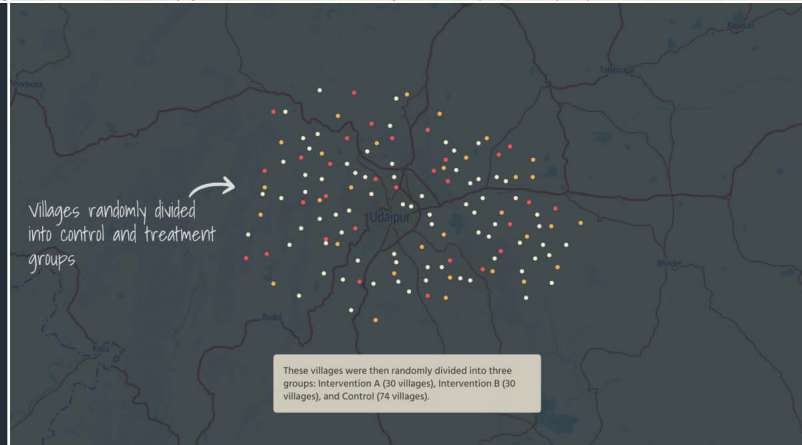 Villages randomly divided
into control and treatment
groups
Udaipur
These villages were then randomly divided into three
groups: Intervention A (30 villages), Intervention B (30
villages), and Control (74 villages).